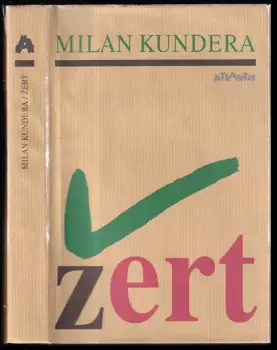 MILAN KUNDERA / ŽERT
MILAN KUNDERA
ATLANTIS
žert